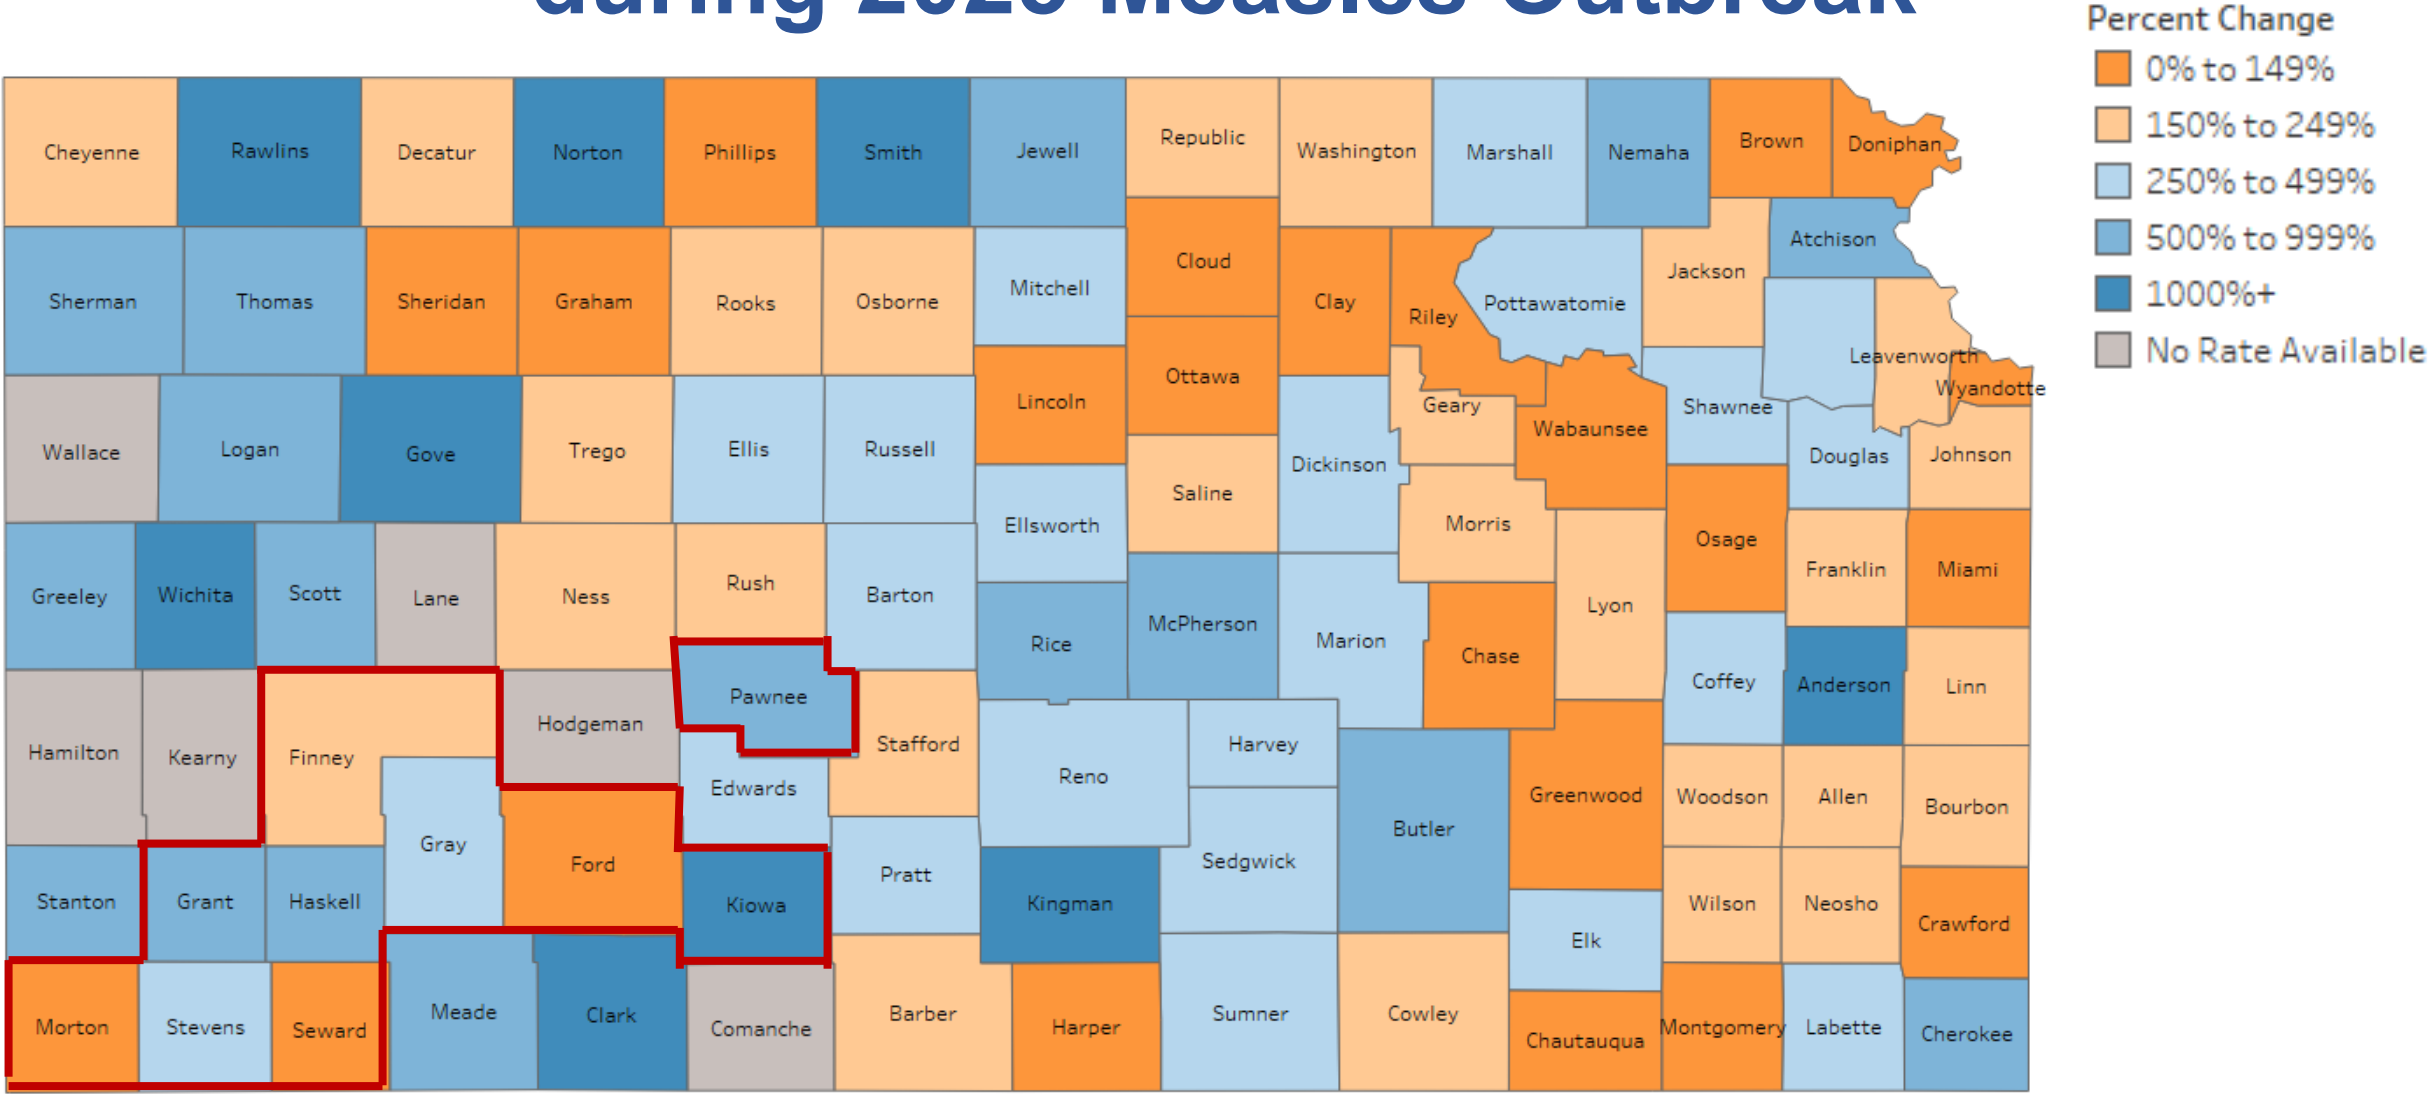 during 2025 Measles Outbreak
Percent Change
0% to 149%
150% to 249%
250% to 499%
500% to 999%
1000%+
No Rate Available
Cheyenne
Rawlins
Decatur
Norton
Phillips
Smith
Jewell
Republic
Washington
Marshall
Nemaha
Brown
Doniphan
Sherman
Thomas
Sheridan
Graham
Rooks
Osborne
Mitchell
Cloud
Clay
Riley
Pottawatomie
Jackson
Atchison
Leavenworth
Wyandotte
Wallace
Logan
Gove
Trego
Ellis
Russell
Lincoln
Ottawa
Geary
Wabaunsee
Shawnee
Douglas
Johnson
Dickinson
Saline
Ellsworth
Morris
Osage
Franklin
Miami
Greeley
Wichita
Scott
Lane
Ness
Rush
Barton
Rice
McPherson
Marion
Chase
Lyon
Coffey
Anderson
Linn
Hamilton
Kearny
Finney
Hodgeman
Pawnee
Stafford
Edwards
Reno
Harvey
Gray
Ford
Pratt
Sedgwick
Butler
Greenwood
Woodson
Allen
Bourbon
Stanton
Grant
Haskell
Kiowa
Kingman
Elk
Wilson
Neosho
Crawford
Morton
Stevens
Seward
Meade
Clark
Comanche
Barber
Harper
Sumner
Cowley
Chautauqua
Montgomery
Labette
Cherokee